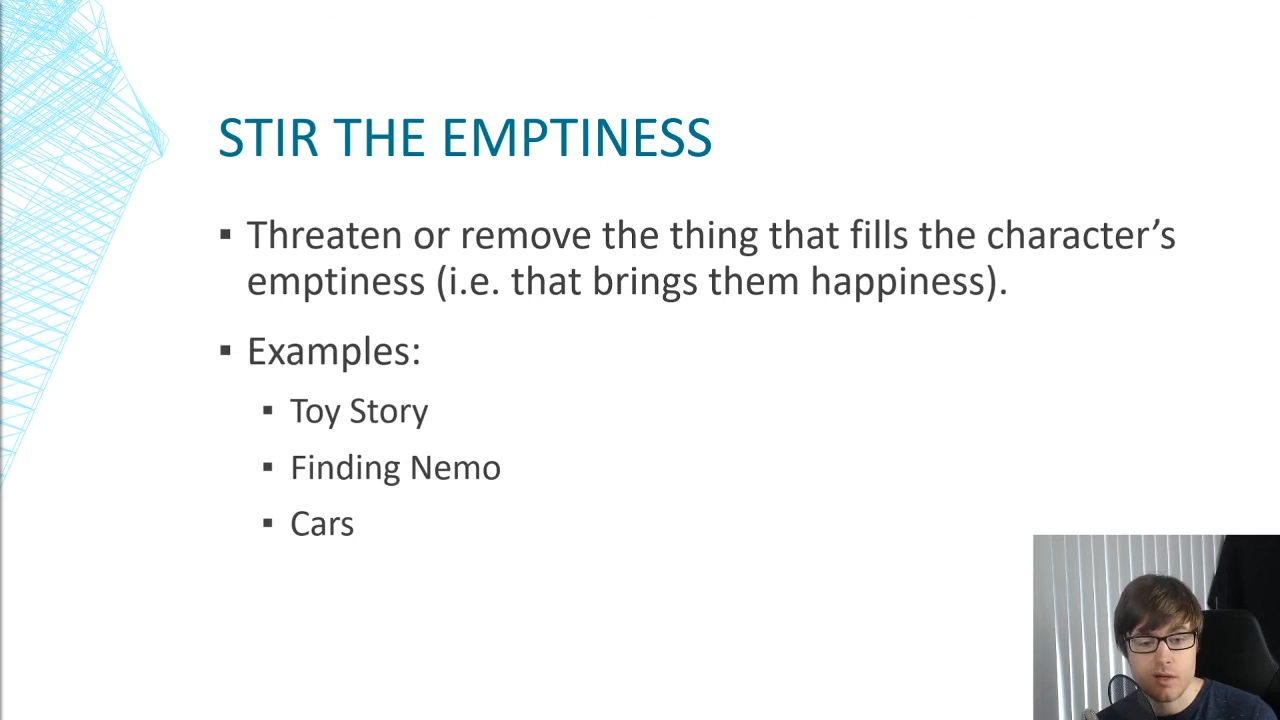 STIR THE EMPTINESS
▪ Threaten or remove the thing that fills the character’s
emptiness (i.e. that brings them happiness).
▪ Examples:
▪ Toy Story
▪ Finding Nemo
▪ Cars